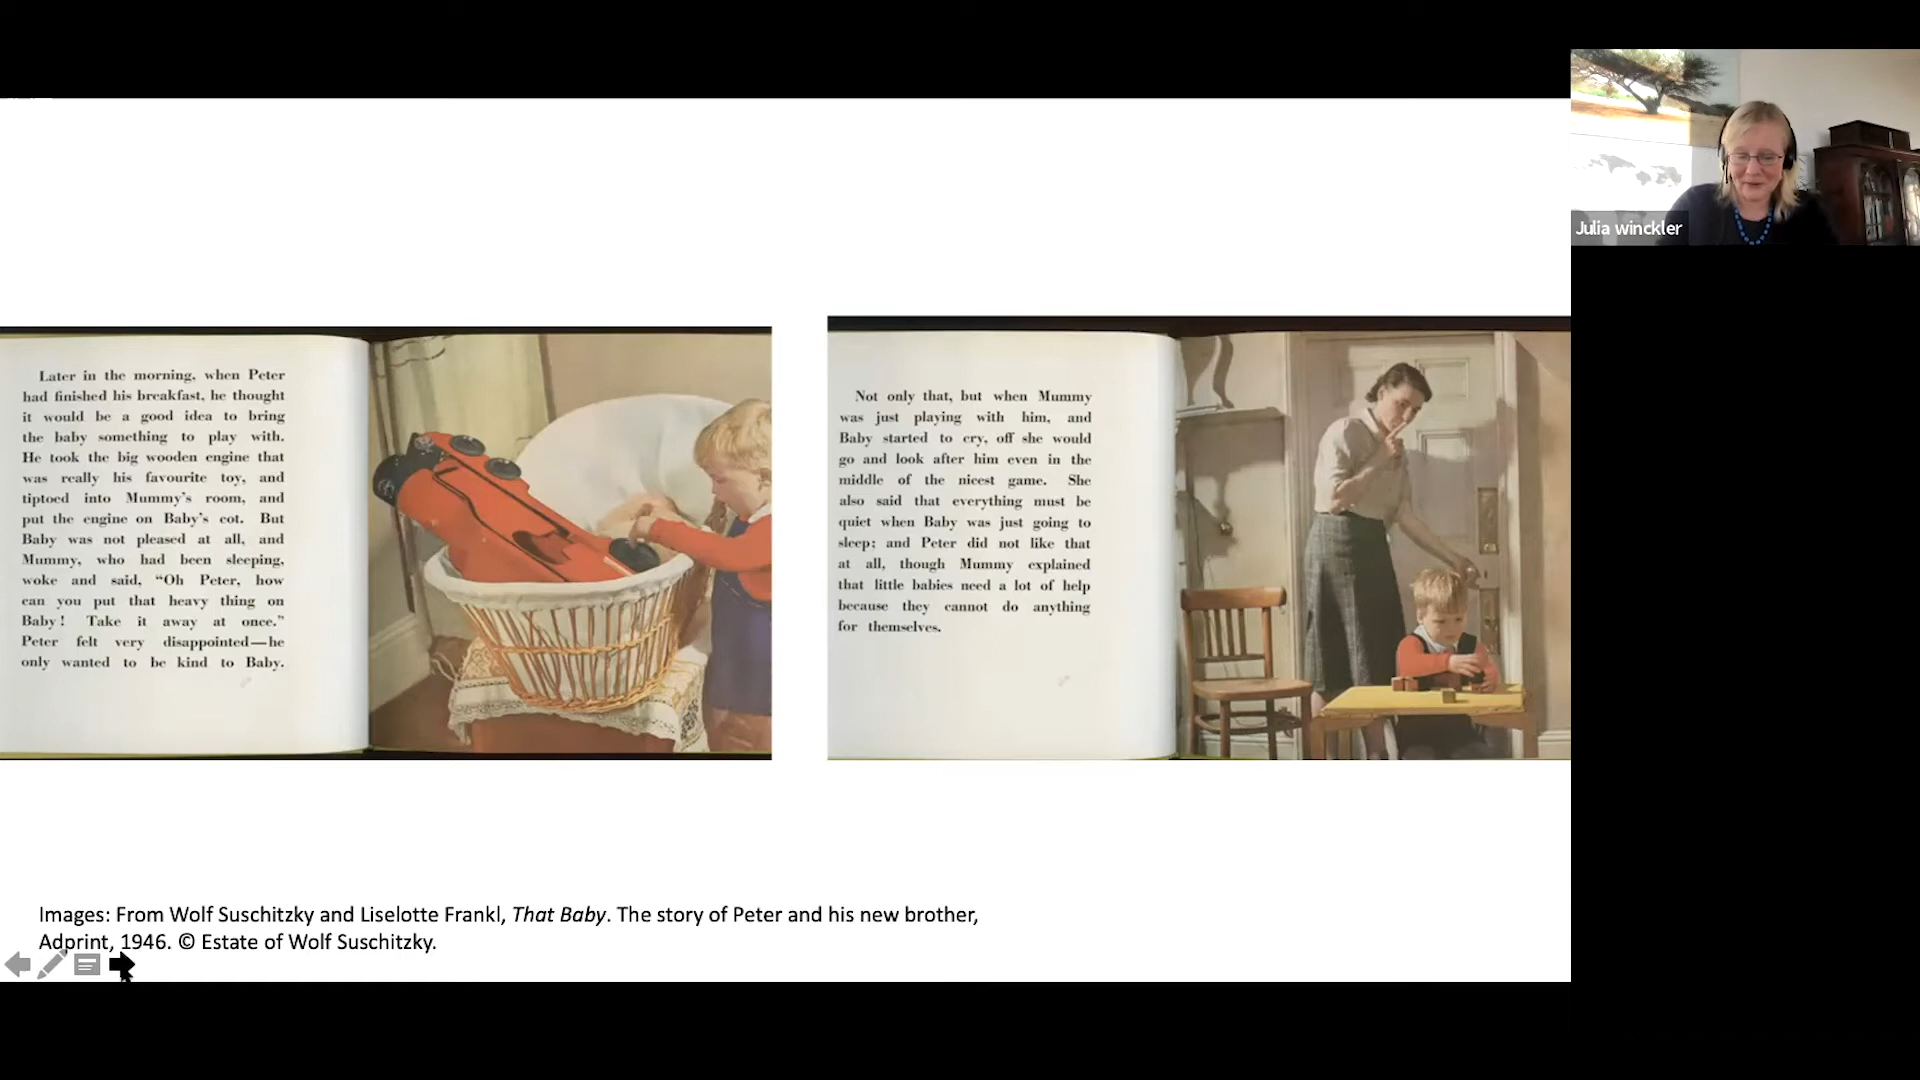 Later in the morning, when Peter
had finished his breakfast, he thought
it would be a good idea to bring
the baby something to play with.
He took the big wooden engine that
was really his favourite toy, and
tiptoed into Mummy's room, and
put the engine on Baby's cot. But
Baby was not pleased at all, and
Mummy, who had been sleeping,
woke and said, “Oh Peter, how
can you put that heavy thing on
Baby! Take it away at once.”
Peter felt very disappointed—he
only wanted to be kind to Baby.
Not only that, but when Mummy
was just playing with him, and
Baby started to cry, off she would
go and look after him even in the
middle of the nicest game. She
also said that everything must be
quiet when Baby was just going to
sleep; and Peter did not like that
at all, though Mummy explained
that little babies need a lot of help
because they cannot do anything
for themselves.
Images: From Wolf Suschitzky and Liselotte Frankl, That Baby. The story of Peter and his new brother,
Adprint, 1946. © Estate of Wolf Suschitzky.
Julia winckler